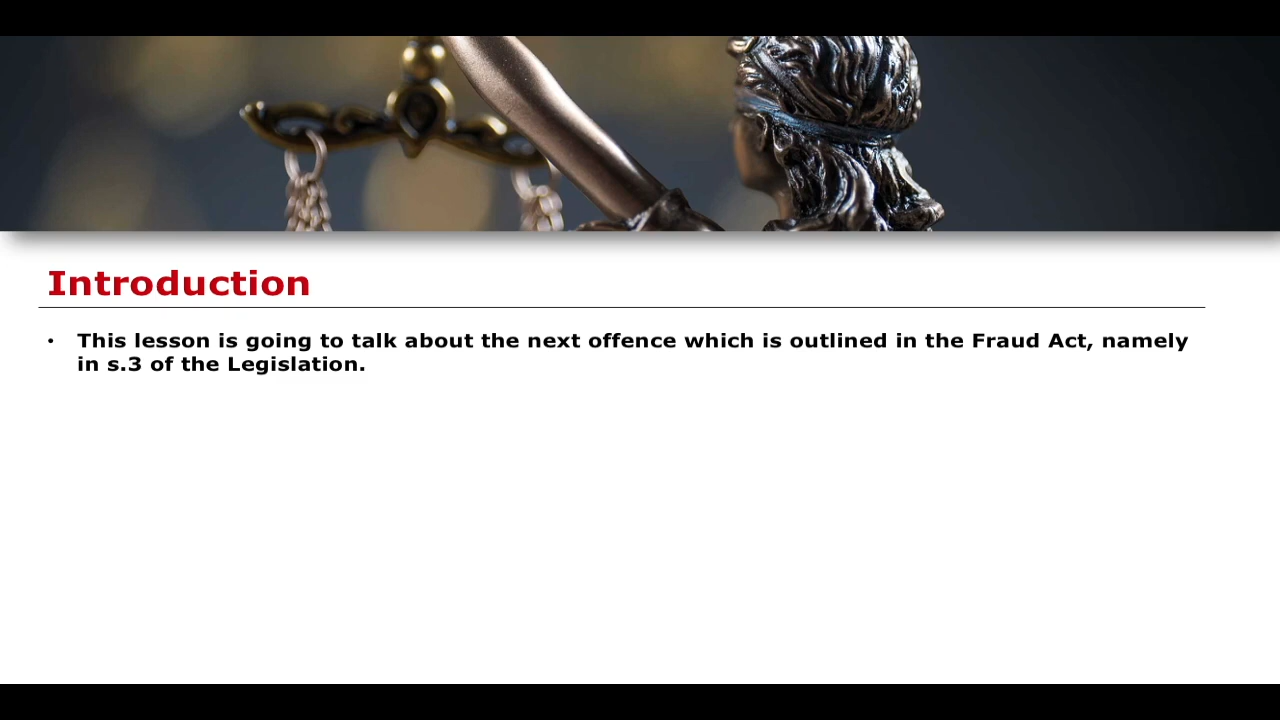 Introduction
• This lesson is going to talk about the next offence which is outlined in the Fraud Act, namely
in s.3 of the Legislation.